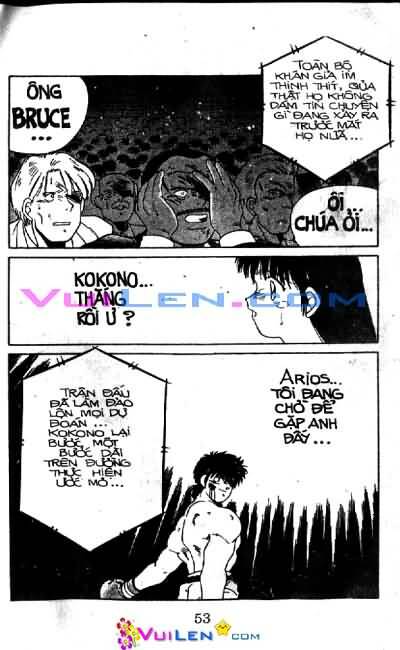 ÔNG
BRUCE
...
TOÀN BỘ
KHÁN GIẢ IM
THINH THÍT, QỦA
THẬT HỌ KHÔNG
DÁM TIN CHUYỆN
GÌ ĐANG XẢY RA
TRƯỚC MẮT
HỌ NỮA...
ÔI
CHÚA ƠI...
KOKONO...
THẮNG
RỒI Ư ?
VUILEN.COM
ARIOS...
TÔI ĐANG
CHỜ ĐỂ
GẶP ANH
ĐẤY...
TRẬN ĐẤU
ĐÃ LÀM ĐẢO
LỘN MỌI DỰ
ĐOÁN ...
KOKONO LẠI
BƯỚC MỘT
BƯỚC DÀI
TRÊN ĐƯỜNG
THỰC HIỆN
ƯỚC MƠ...
53
VUILEN.COM